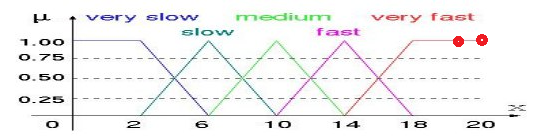 μ very slow medium very fast
slow fast
1.00
0.75
0.50
0.25
x
0 2 6 10 14 18 20